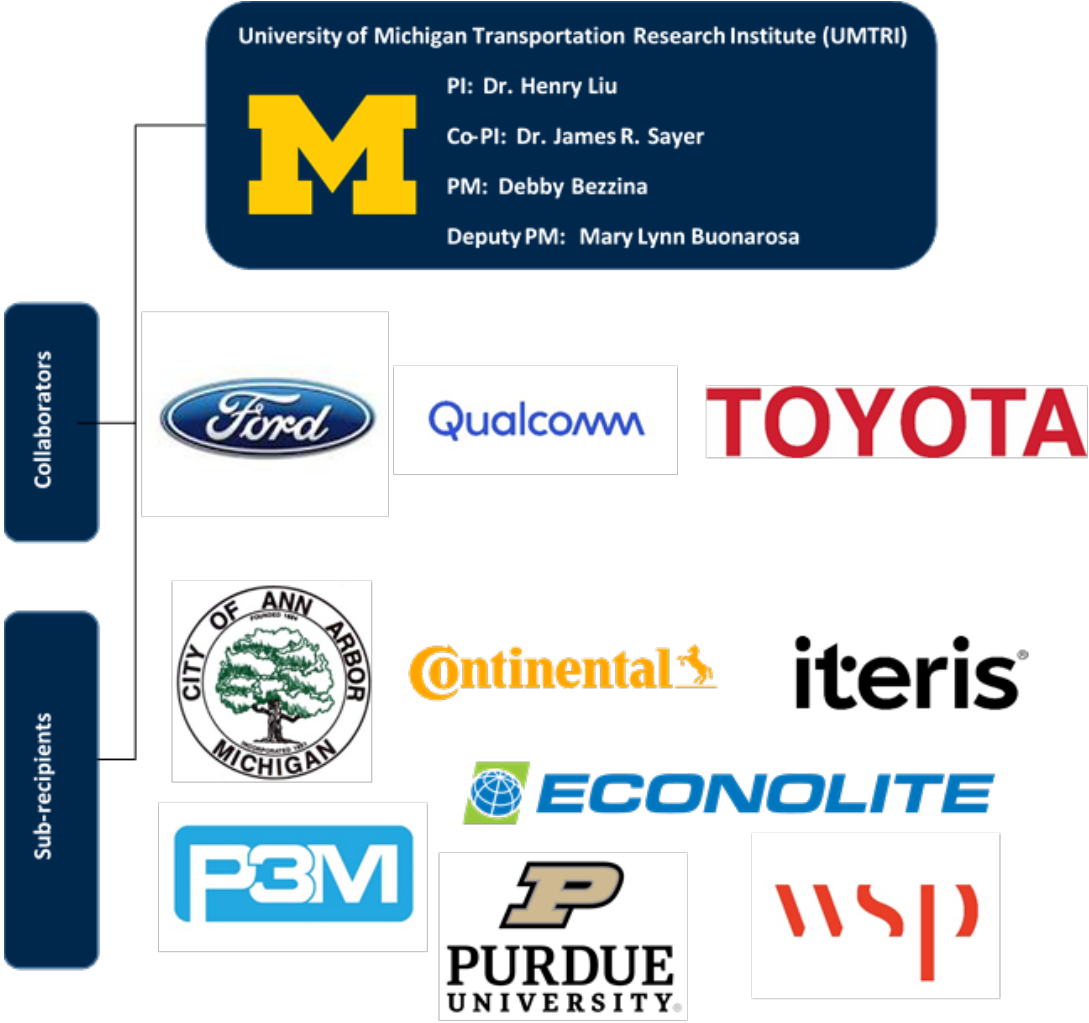 University of Michigan Transportation Research Institute (UMTRI)
M
PI: Dr. Henry Liu
Co-PI: Dr. James R. Sayer
PM: Debby Bezzina
Deputy PM: Mary Lynn Buonarosa
Collaborators
Ford
Qualcomm
TOYOTA
Sub-recipients
CITY OF ANN ARBOR
FOUNDED 1824
INCORPORATED 1851
MICHIGAN
Continental
iteris®
ECONOLITE
P3M
P
PURDUE
UNIVERSITY®
wsp